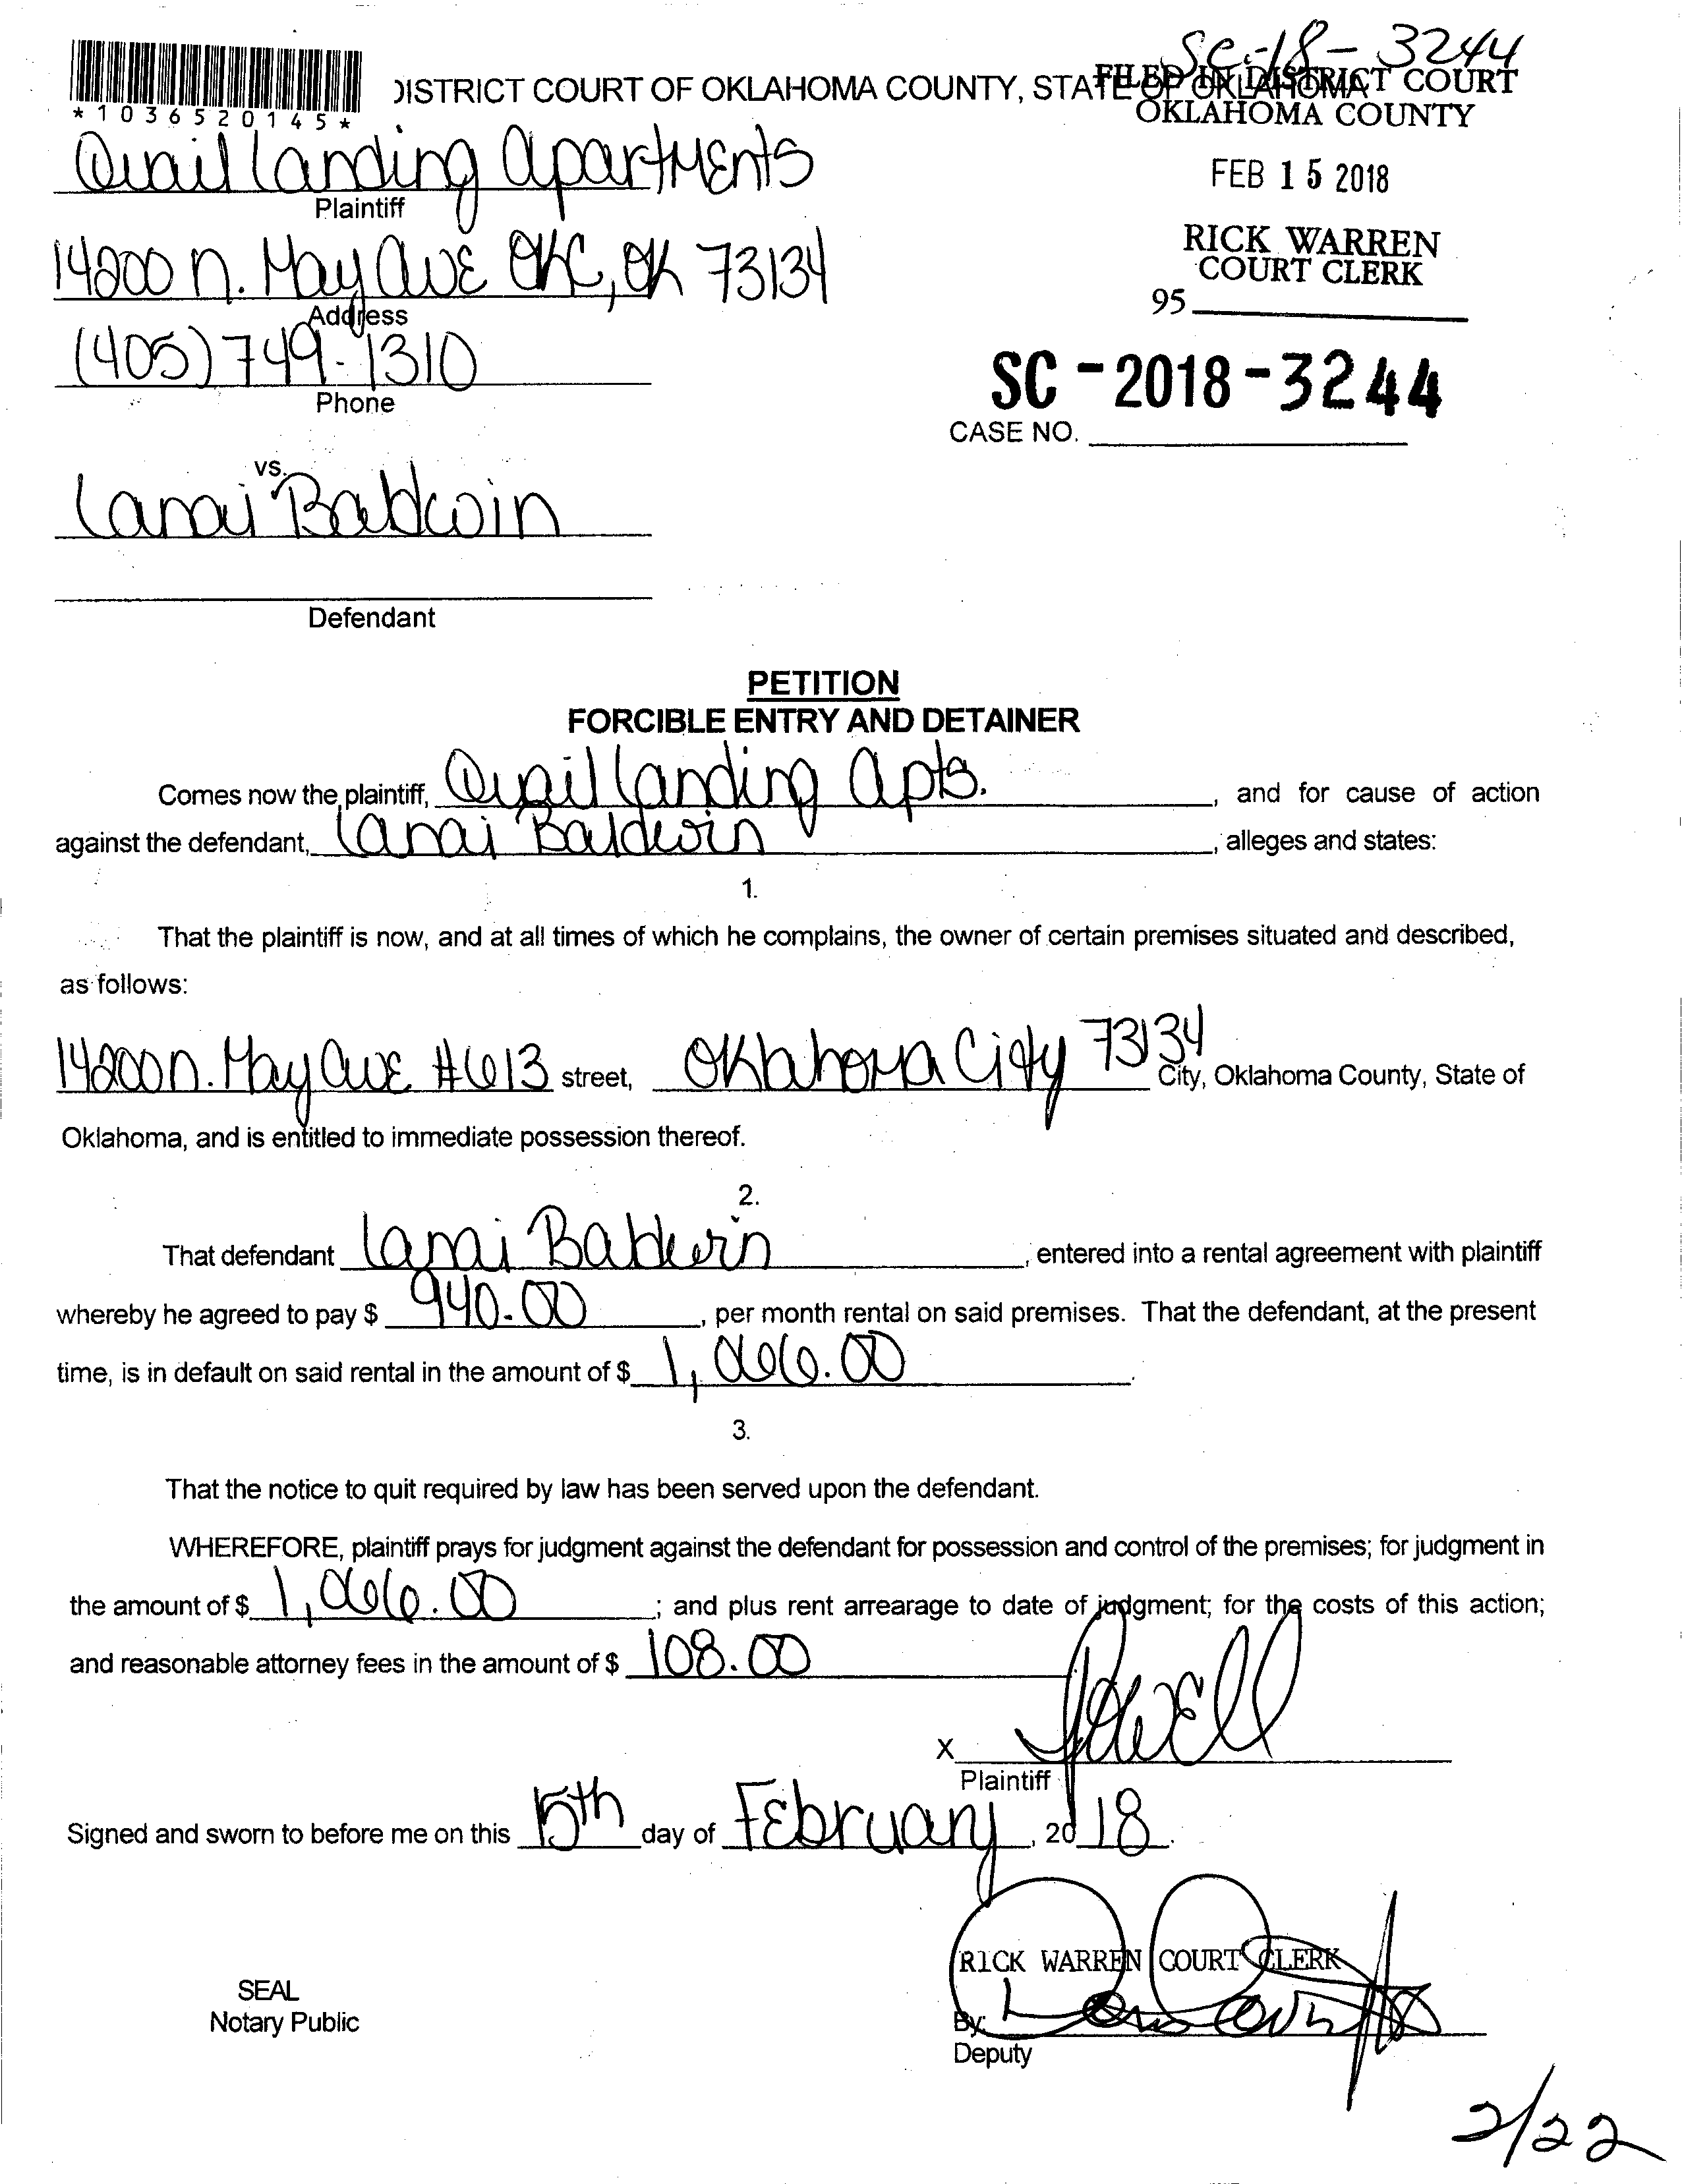 SC-18-3244
DISTRICT COURT OF OKLAHOMA COUNTY, STATE OF OKLAHOMA
FILED IN DISTRICT COURT
OKLAHOMA COUNTY
*1036520145*
Quail Landing Apartments
Plaintiff
FEB 15 2018
14200 N. May Ave OKC, OK 73134
Address
RICK WARREN
COURT CLERK
95
(405) 749-1310
Phone
SC-2018-3244
CASE NO.
vs.
Lanai Baldwin
Defendant
PETITION
FORCIBLE ENTRY AND DETAINER
Comes now the plaintiff, Quail Landing Apts. , and for cause of action
against the defendant, Lanai Baldwin , alleges and states:
1.
That the plaintiff is now, and at all times of which he complains, the owner of certain premises situated and described,
as follows:
14200 N. May Ave #613 street, Oklahoma City 73134 City, Oklahoma County, State of
Oklahoma, and is entitled to immediate possession thereof.
2.
That defendant Lanai Baldwin , entered into a rental agreement with plaintiff
whereby he agreed to pay $ 940.00 , per month rental on said premises. That the defendant, at the present
time, is in default on said rental in the amount of $ 1,066.00 .
3.
That the notice to quit required by law has been served upon the defendant.
WHEREFORE, plaintiff prays for judgment against the defendant for possession and control of the premises; for judgment in
the amount of $ 1,066.00 ; and plus rent arrearage to date of judgment; for the costs of this action;
and reasonable attorney fees in the amount of $ 108.00
X
Plaintiff
Signed and sworn to before me on this 15th day of February , 20 18 .
RICK WARREN COURT CLERK
SEAL
Notary Public
By:
Deputy
2/22